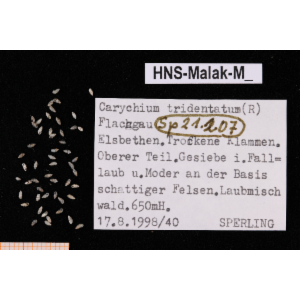 HNS-Malak-M_
Carychium tridentatum(R)
Flachgau Sp21.207
Elsbethen.Trockene Klammen.
Oberer Teil.Gesiebe i.Fall=
laub u.Moder an der Basis
schattiger Felsen.Laubmisch
wald.650mH.
17.8.1998/40 SPERLING